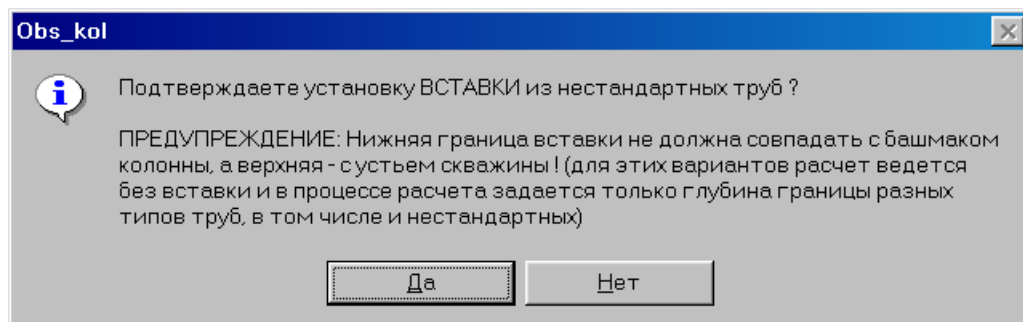 Obs_kol
Подтверждаете установку ВСТАВКИ из нестандартных труб ?
ПРЕДУПРЕЖДЕНИЕ: Нижняя граница вставки не должна совпадать с башмаком
колонны, а верхняя - с устьем скважины ! (для этих вариантов расчет ведется
без вставки и в процессе расчета задается только глубина границы разных
типов труб, в том числе и нестандартных)
Да
Нет